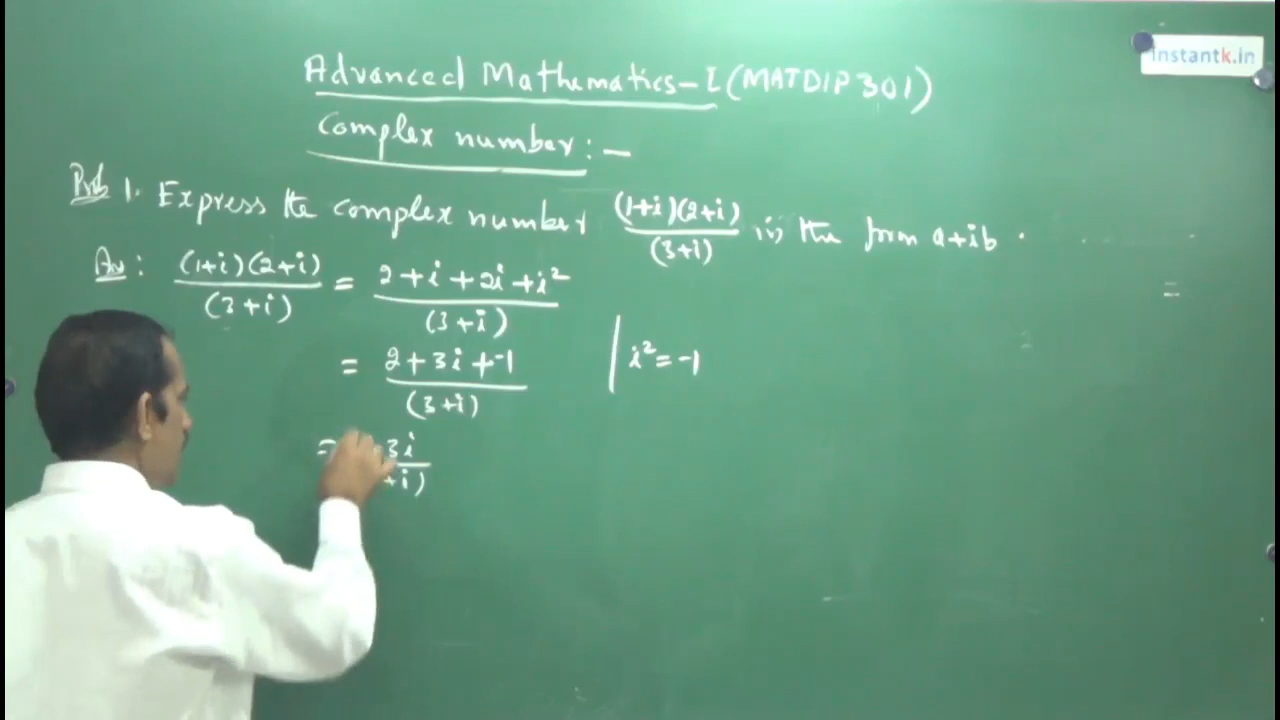 instantk.in
Advanced Mathematics-I (MATDIP301)
Complex number:-
Prob 1. Express the complex number (1+i)(2+i)/(3+i) in the form a+ib.
Ans: (1+i)(2+i)/(3+i) = 2+i+2i+i²/(3+i)
= 2+3i+-1/(3+i) | i²=-1
= 3i/+i)
=